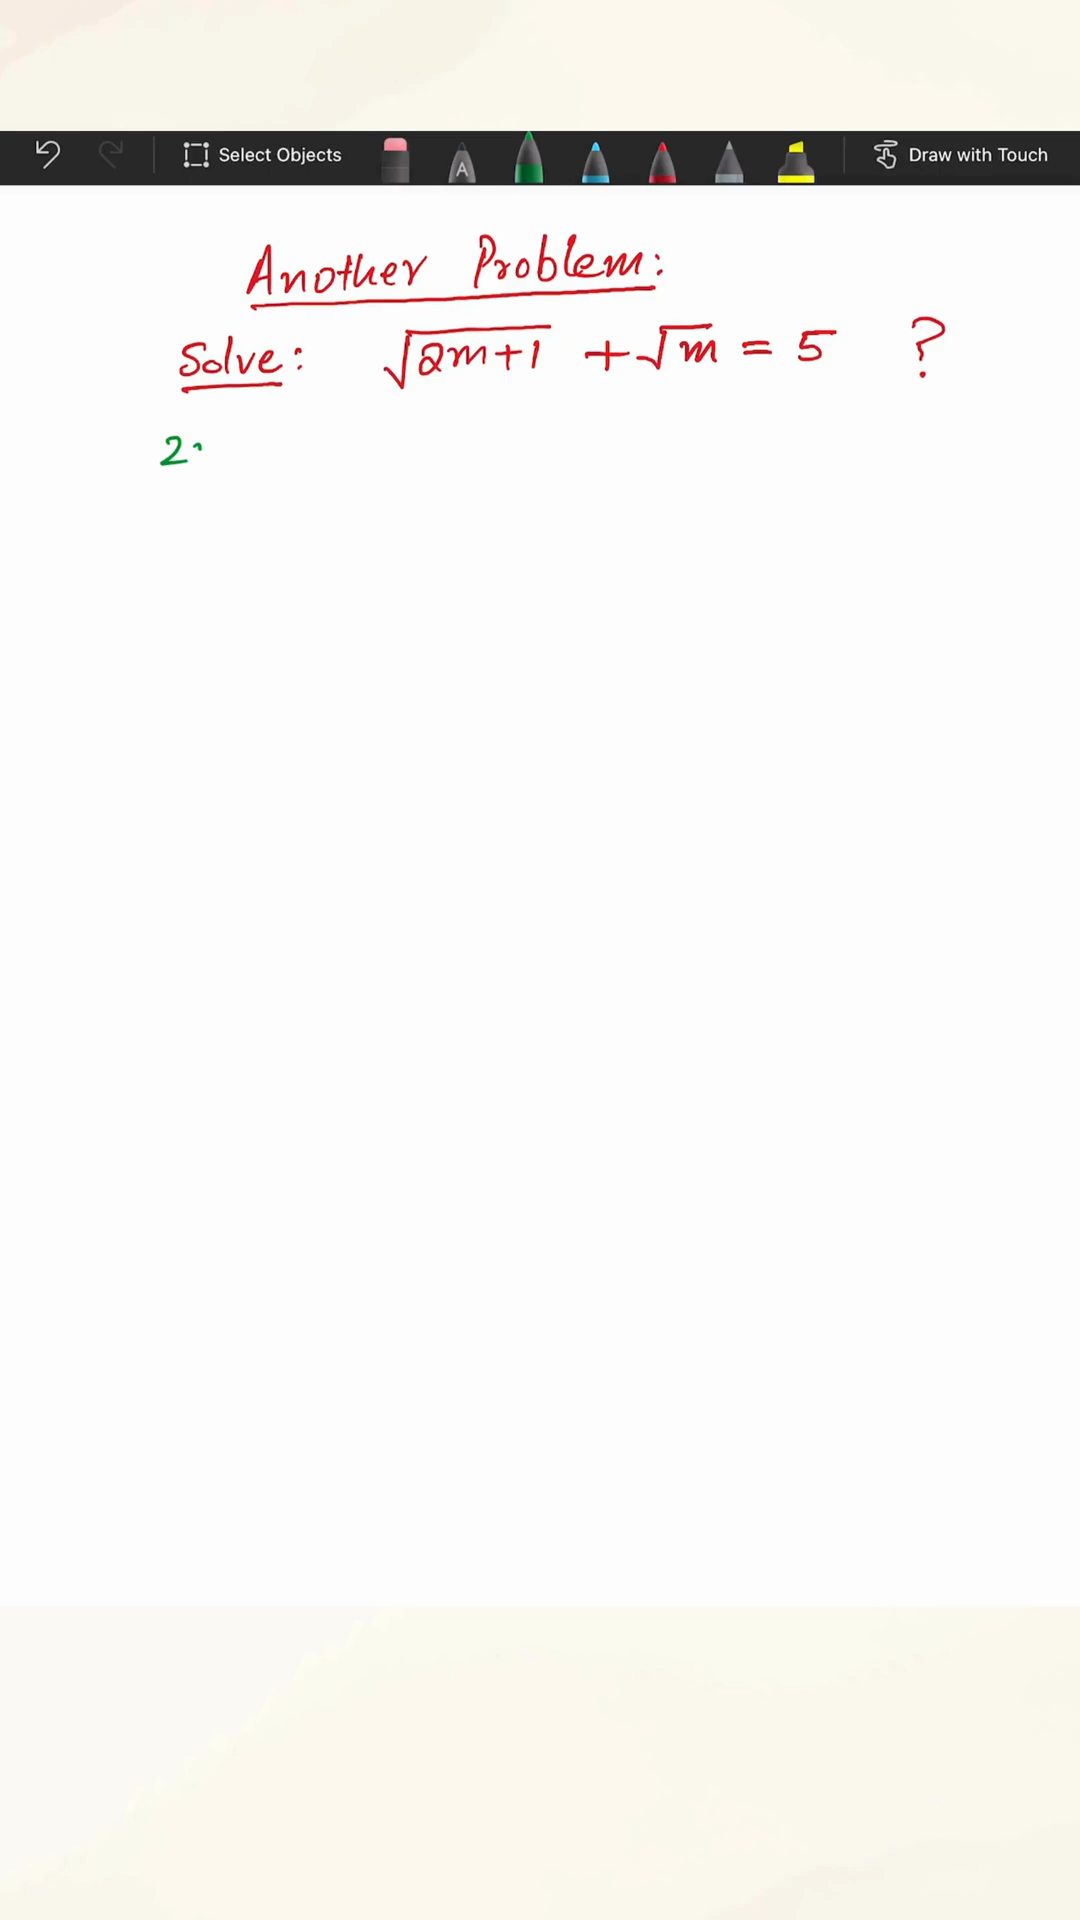 Select Objects A Draw with Touch
Another Problem:
Solve: √2m+1 + √m = 5 ?
2